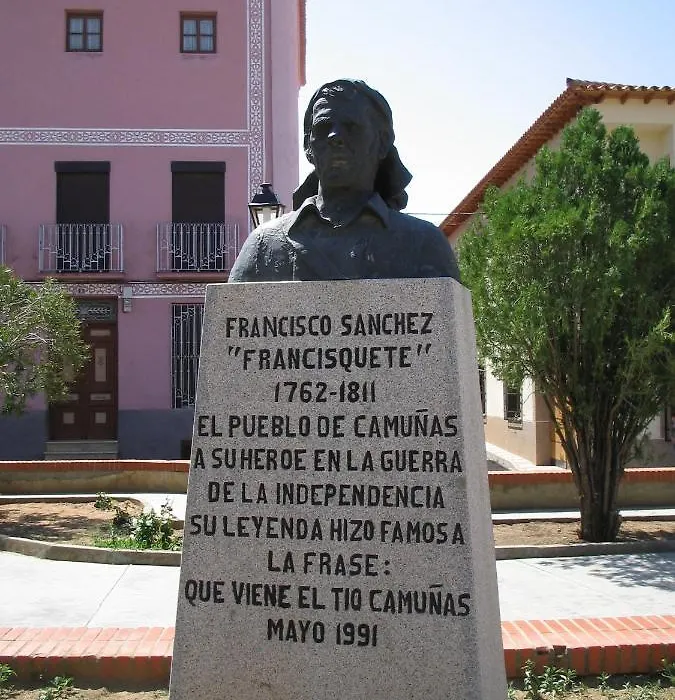 FRANCISCO SANCHEZ
"FRANCISQUETE"
1762-1811
EL PUEBLO DE CAMUÑAS
A SU HEROE EN LA GUERRA
DE LA INDEPENDENCIA
SU LEYENDA HIZO FAMOSA
LA FRASE:
QUE VIENE EL TIO CAMUÑAS
MAYO 1991